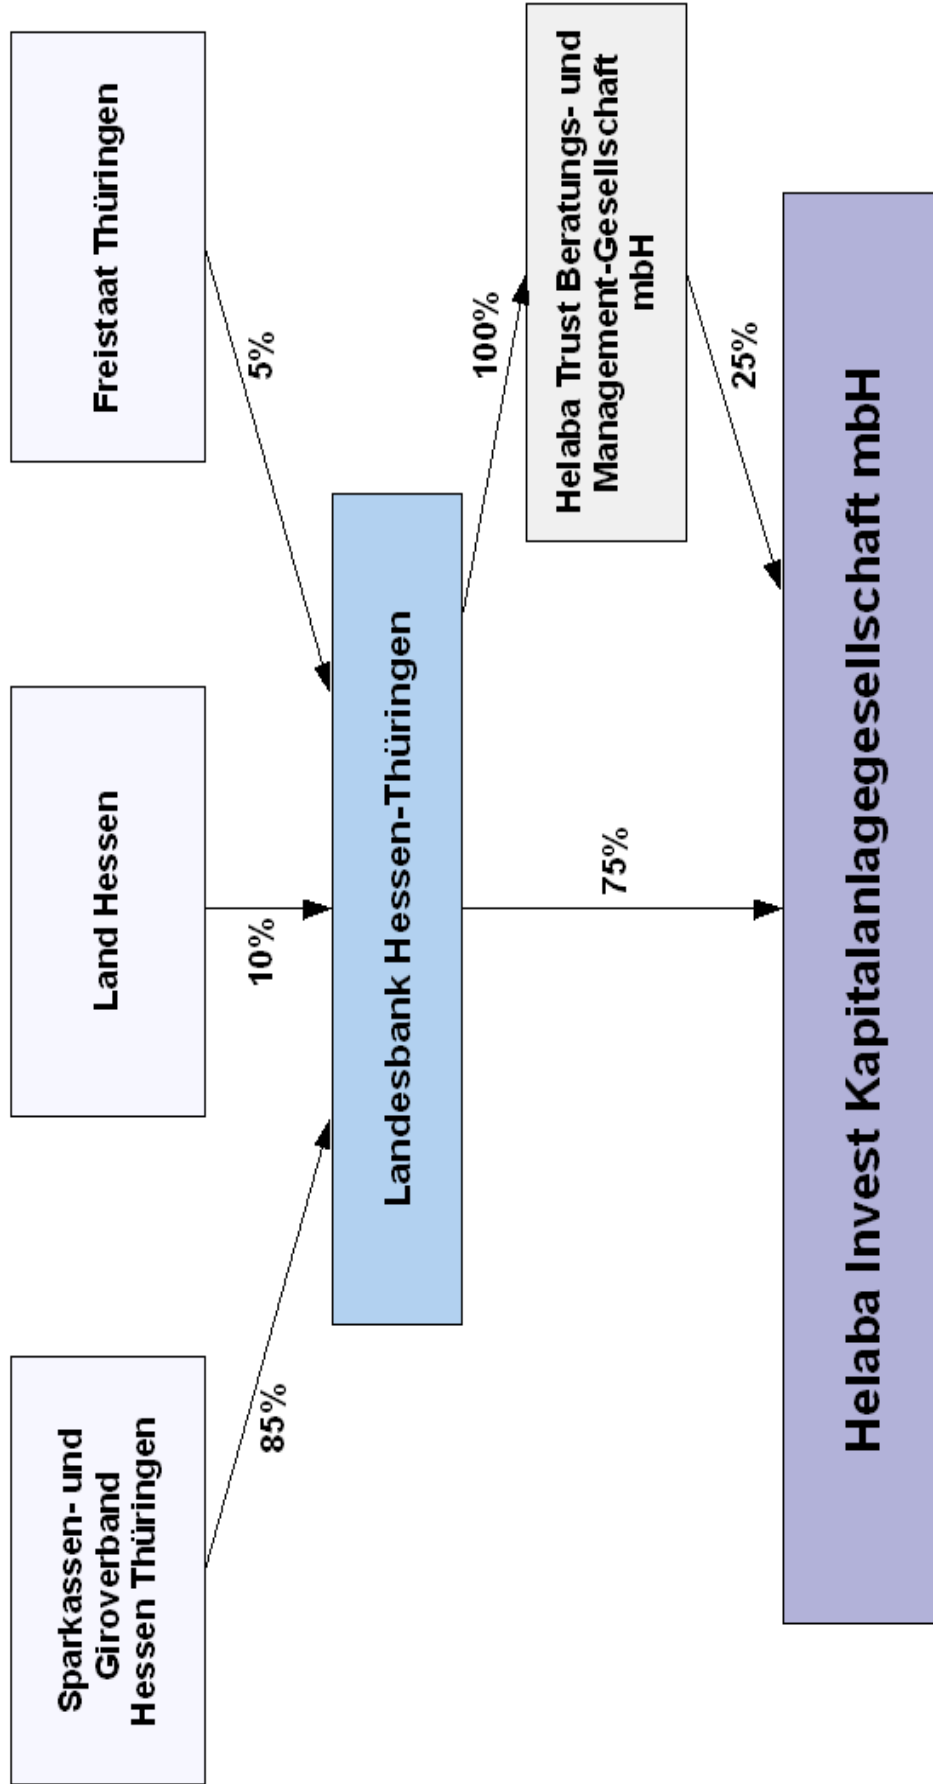 Sparkassen- und
Giroverband
Hessen Thüringen
Land Hessen
Freistaat Thüringen
85%
10%
5%
Landesbank Hessen-Thüringen
100%
Helaba Trust Beratungs- und
Management-Gesellschaft
mbH
75%
25%
Helaba Invest Kapitalanlagegesellschaft mbH